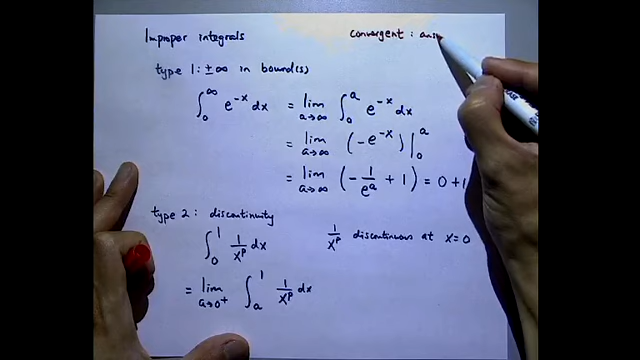 Improper integrals
convergent : ans
type 1 : ±∞ in bound(s)
∫₀^∞ e^{-x} dx = lim_{a→∞} ∫₀^a e^{-x} dx
= lim_{a→∞} (-e^{-x}) |₀^a
= lim_{a→∞} (-1/e^a + 1) = 0 + 1
type 2 : discontinuity
∫₀^1 1/x^p dx
1/x^p discontinuous at x=0
= lim_{a→0⁺} ∫_a^1 1/x^p dx